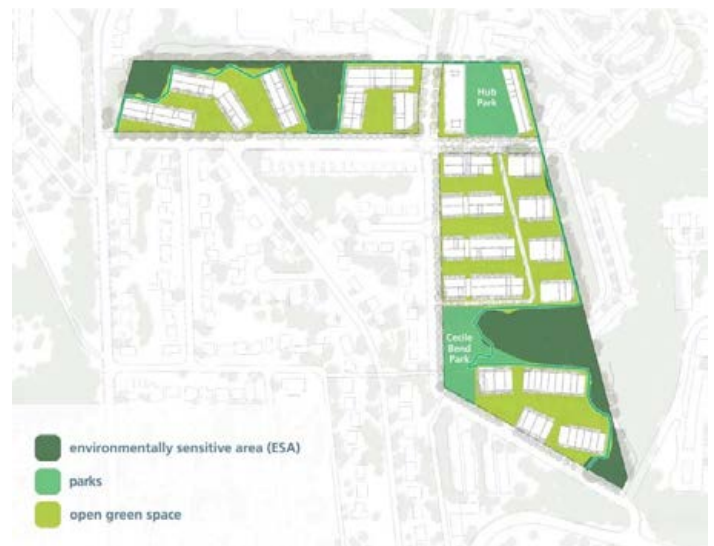 Hub
Park
Cecile
Bend
Park
environmentally sensitive area (ESA)
parks
open green space